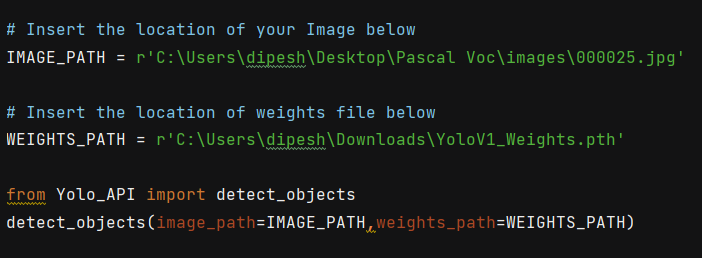 # Insert the location of your Image below
IMAGE_PATH = r'C:\Users\dipesh\Desktop\Pascal Voc\images\000025.jpg'
# Insert the location of weights file below
WEIGHTS_PATH = r'C:\Users\dipesh\Downloads\YoloV1_Weights.pth'
from Yolo_API import detect_objects
detect_objects(image_path=IMAGE_PATH,weights_path=WEIGHTS_PATH)